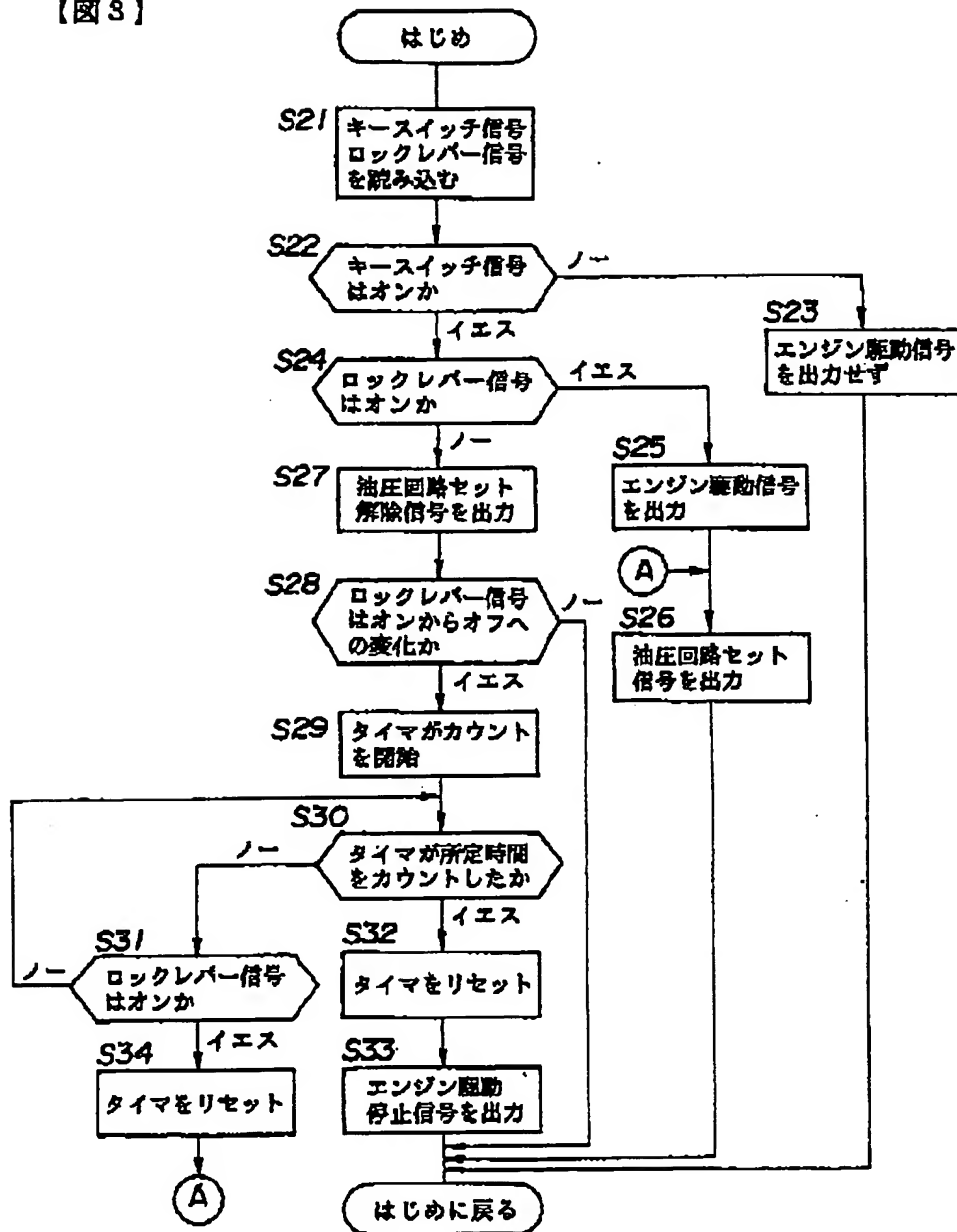 【図3】
はじめ
S21
キースイッチ信号
ロックレバー信号
を読み込む
S22
キースイッチ信号
はオンか
ノー
イエス
S23
エンジン駆動信号
を出力せず
S24
ロックレバー信号
はオンか
イエス
ノー
S25
エンジン駆動信号
を出力
A
S26
油圧回路セット
信号を出力
S27
油圧回路セット
解除信号を出力
S28
ロックレバー信号
はオンからオフへ
の変化か
ノー
イエス
S29
タイマがカウント
を開始
S30
タイマが所定時間
をカウントしたか
ノー
イエス
S31
ロックレバー信号
はオンか
ノー
イエス
S32
タイマをリセット
S33
エンジン駆動
停止信号を出力
S34
タイマをリセット
A
はじめに戻る